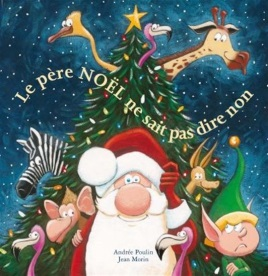 Le père NOËL ne sait pas dire non
Andrée Poulin
Jean Morin